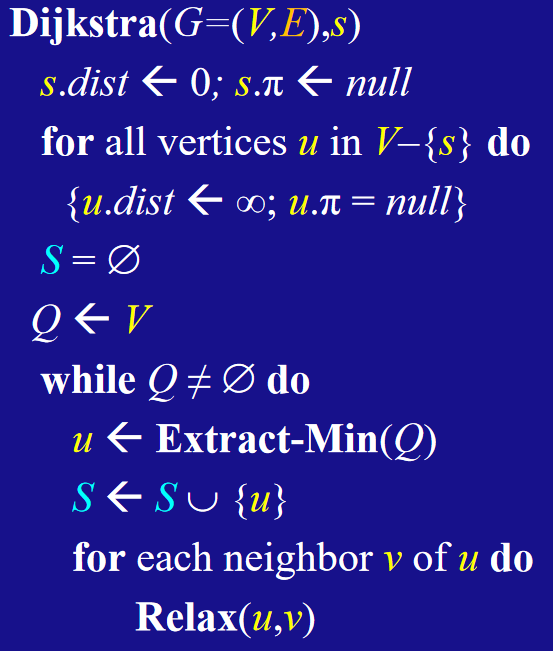 Dijkstra(G=(V,E),s)
s.dist ← 0; s.π ← null
for all vertices u in V–{s} do
{u.dist ← ∞; u.π = null}
S = ∅
Q ← V
while Q ≠ ∅ do
u ← Extract-Min(Q)
S ← S ∪ {u}
for each neighbor v of u do
Relax(u,v)